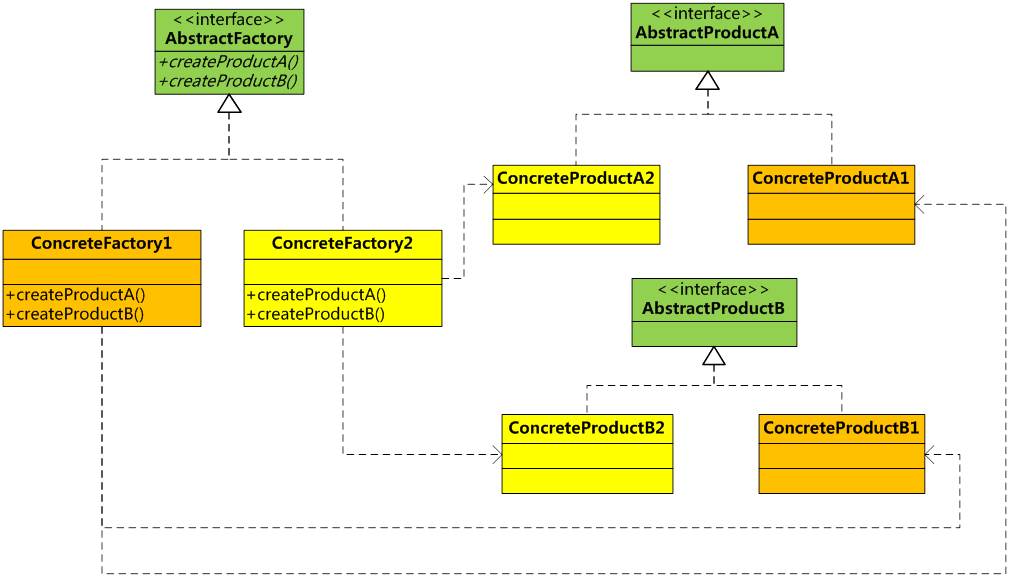 <<interface>>
AbstractFactory
+createProductA()
+createProductB()
<<interface>>
AbstractProductA
ConcreteProductA2
ConcreteProductA1
ConcreteFactory1
+createProductA()
+createProductB()
ConcreteFactory2
+createProductA()
+createProductB()
<<interface>>
AbstractProductB
ConcreteProductB2
ConcreteProductB1